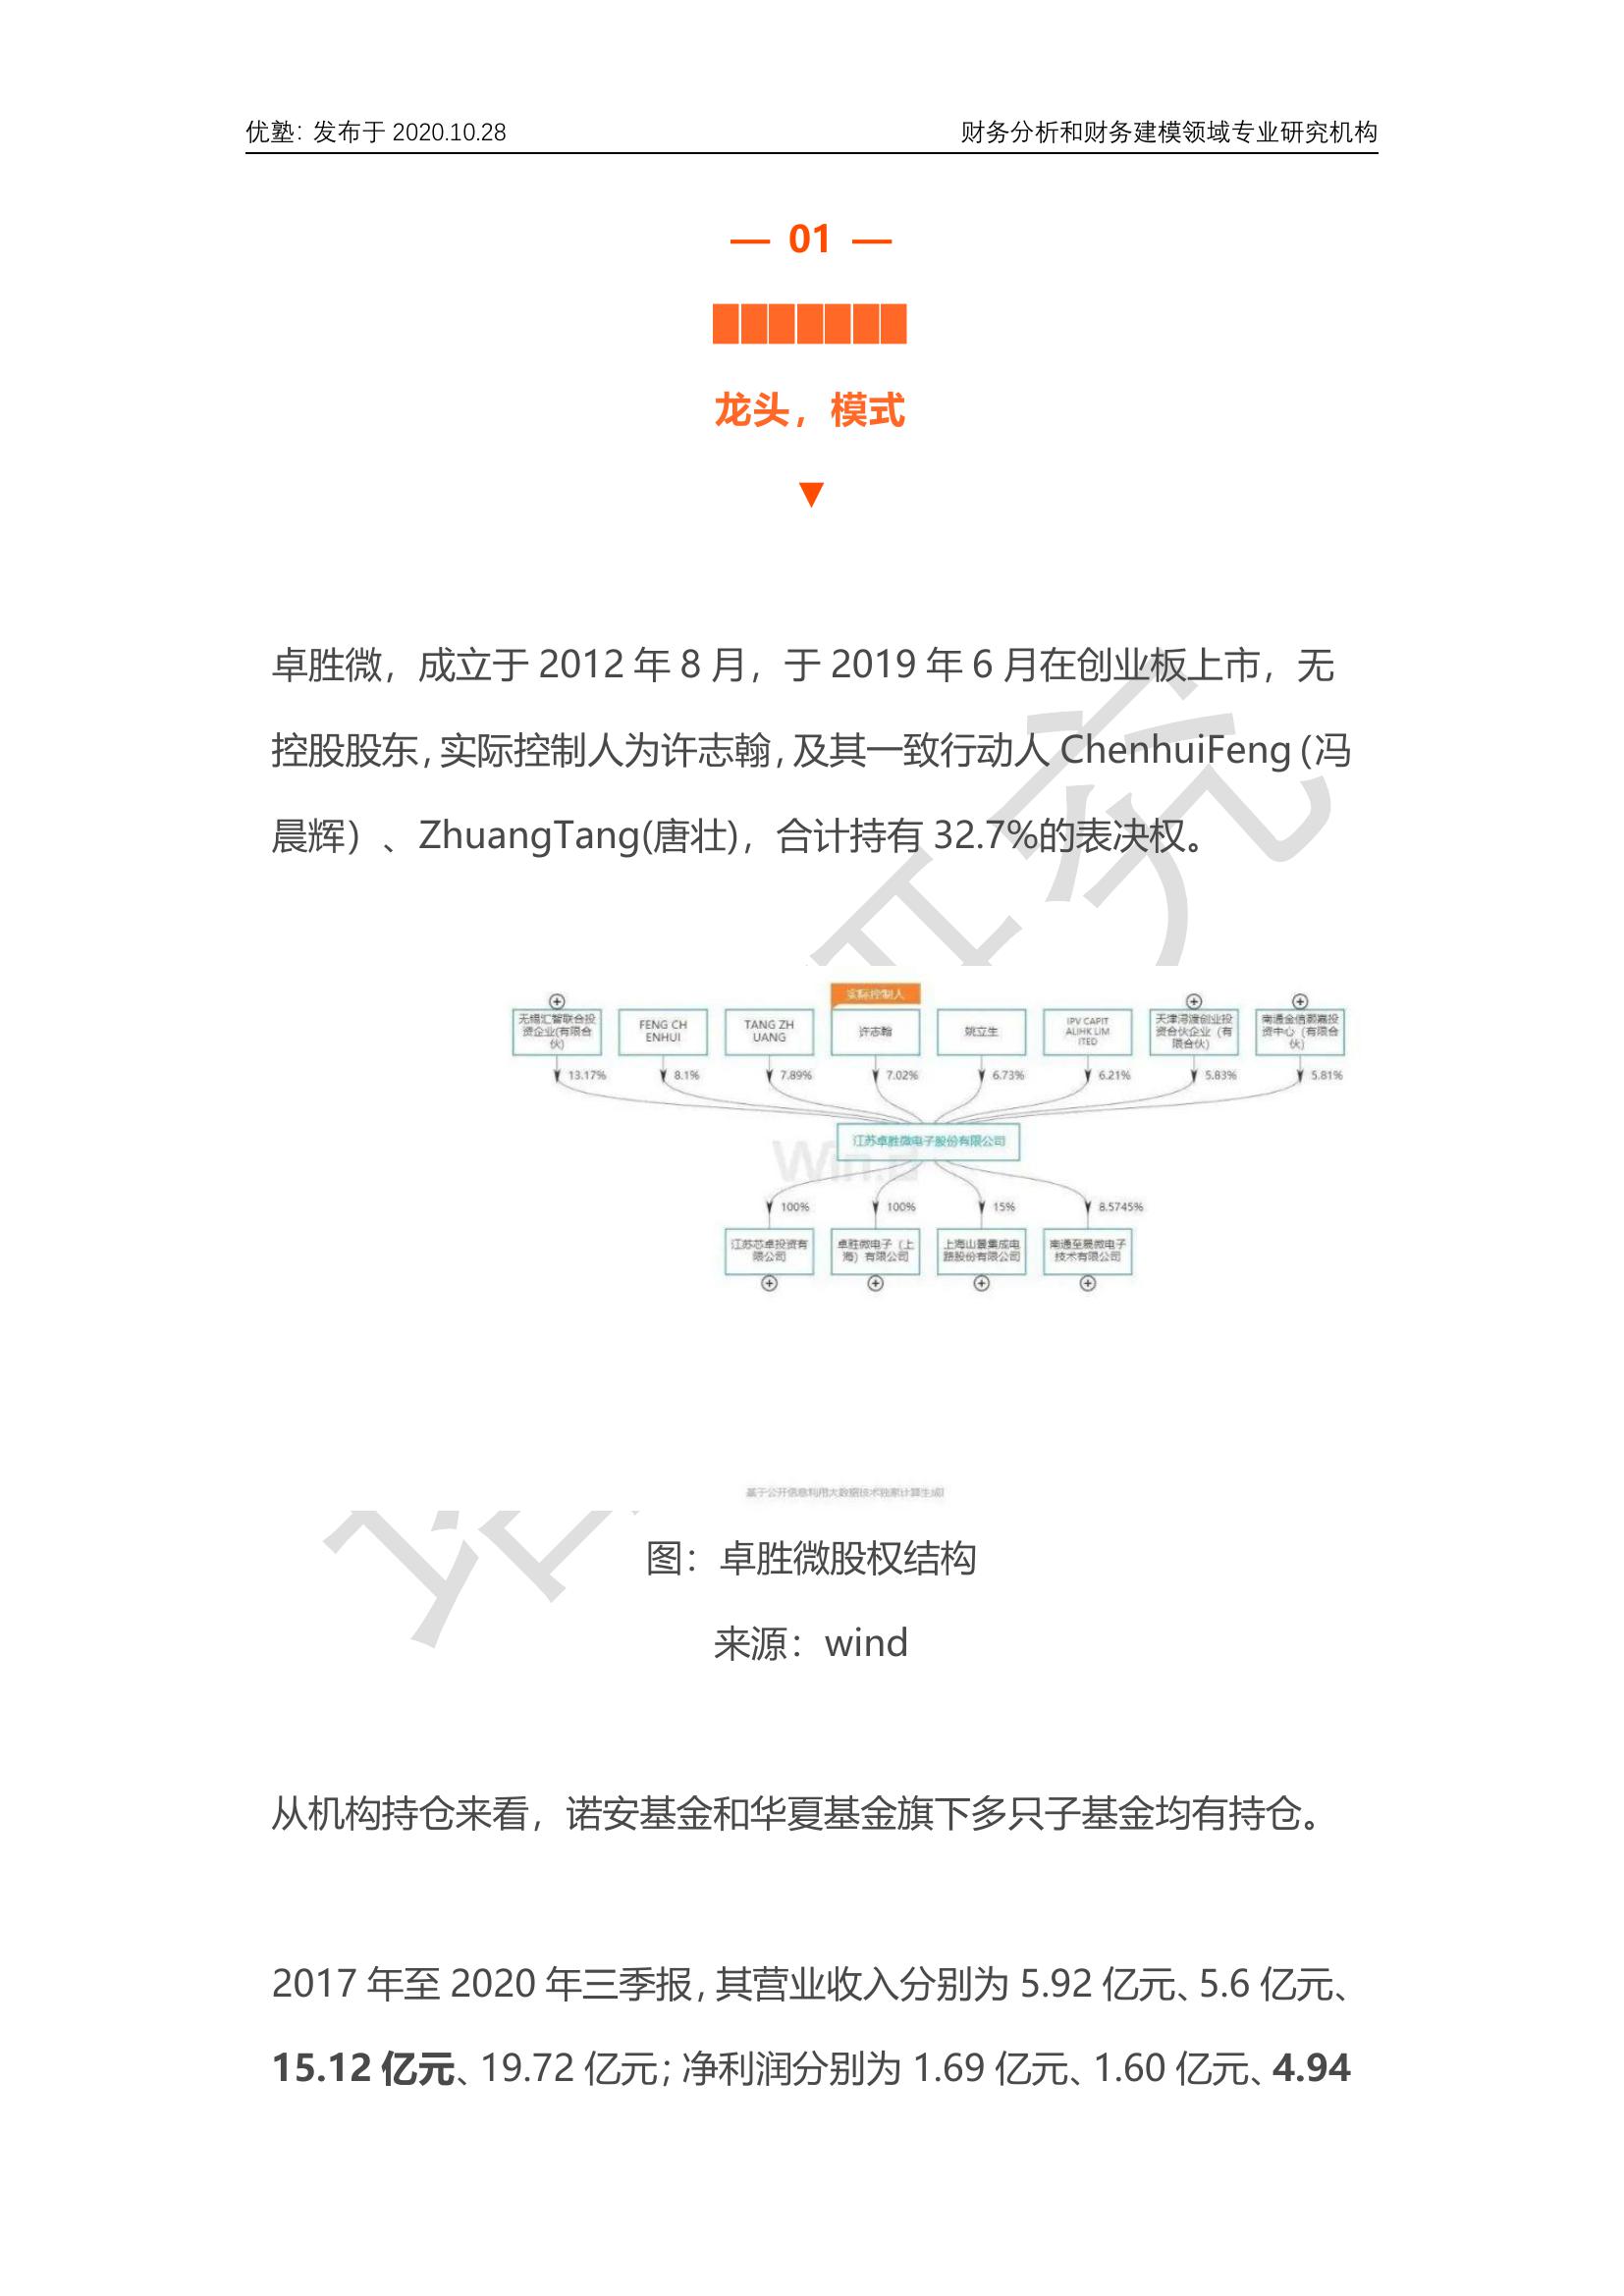 优塾：发布于 2020.10.28
财务分析和财务建模领域专业研究机构
— 01 —
龙头，模式
▼
卓胜微，成立于 2012 年 8 月，于 2019 年 6 月在创业板上市，无
控股股东，实际控制人为许志翰，及其一致行动人 ChenhuiFeng（冯
晨辉）、ZhuangTang(唐壮)，合计持有 32.7%的表决权。
实际控制人
无锡汇智联合投
资企业(有限合
伙)
FENG CH
ENHUI
TANG ZH
UANG
许志翰
姚立生
IPV CAPIT
AL(HK LIM
ITED
天津浔渡创业投
资合伙企业（有
限合伙)
南通金信灏嘉投
资中心（有限合
伙)
13.17%
8.1%
7.89%
7.02%
6.73%
6.21%
5.83%
5.81%
江苏卓胜微电子股份有限公司
Win.d
100%
100%
15%
8.5745%
江苏芯卓投资有
限公司
卓胜微电子（上
海）有限公司
上海山景集成电
路股份有限公司
南通至晟微电子
技术有限公司
基于公开信息利用大数据技术独家计算生成!
图：卓胜微股权结构
来源：wind
从机构持仓来看，诺安基金和华夏基金旗下多只子基金均有持仓。
2017 年至 2020 年三季报，其营业收入分别为 5.92 亿元、5.6 亿元、
15.12 亿元、19.72 亿元；净利润分别为 1.69 亿元、1.60 亿元、4.94